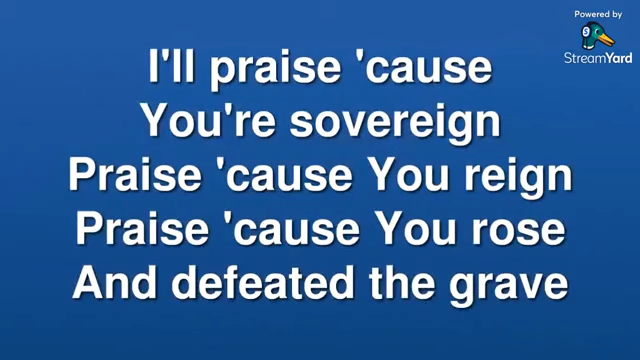 Powered by
StreamYard
I'll praise 'cause
You're sovereign
Praise 'cause You reign
Praise 'cause You rose
And defeated the grave